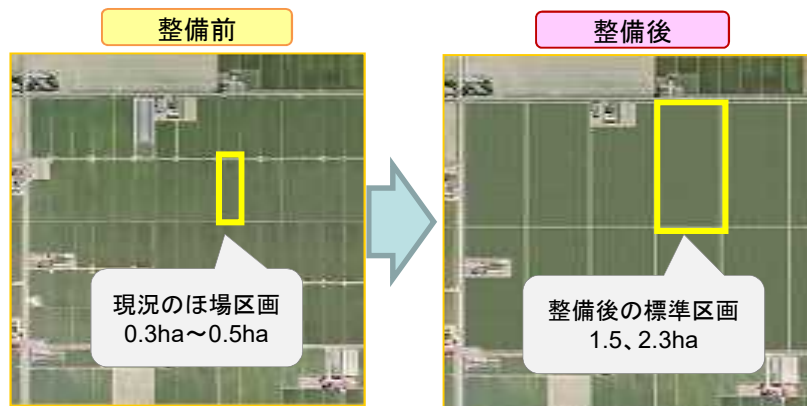 整備前
整備後
現況のほ場区画
0.3ha～0.5ha
整備後の標準区画
1.5、2.3ha